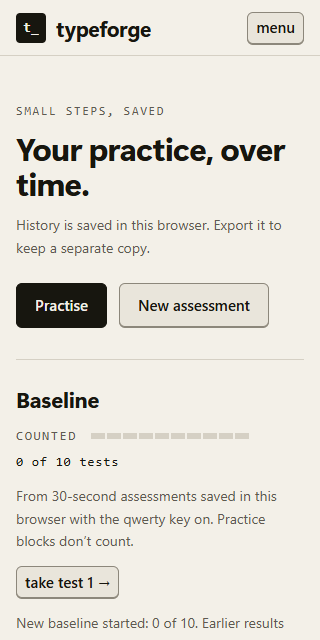 t_ typeforge menu
SMALL STEPS, SAVED
Your practice, over
time.
History is saved in this browser. Export it to
keep a separate copy.
Practise New assessment
Baseline
COUNTED
0 of 10 tests
From 30-second assessments saved in this
browser with the qwerty key on. Practice
blocks don’t count.
take test 1 →
New baseline started: 0 of 10. Earlier results